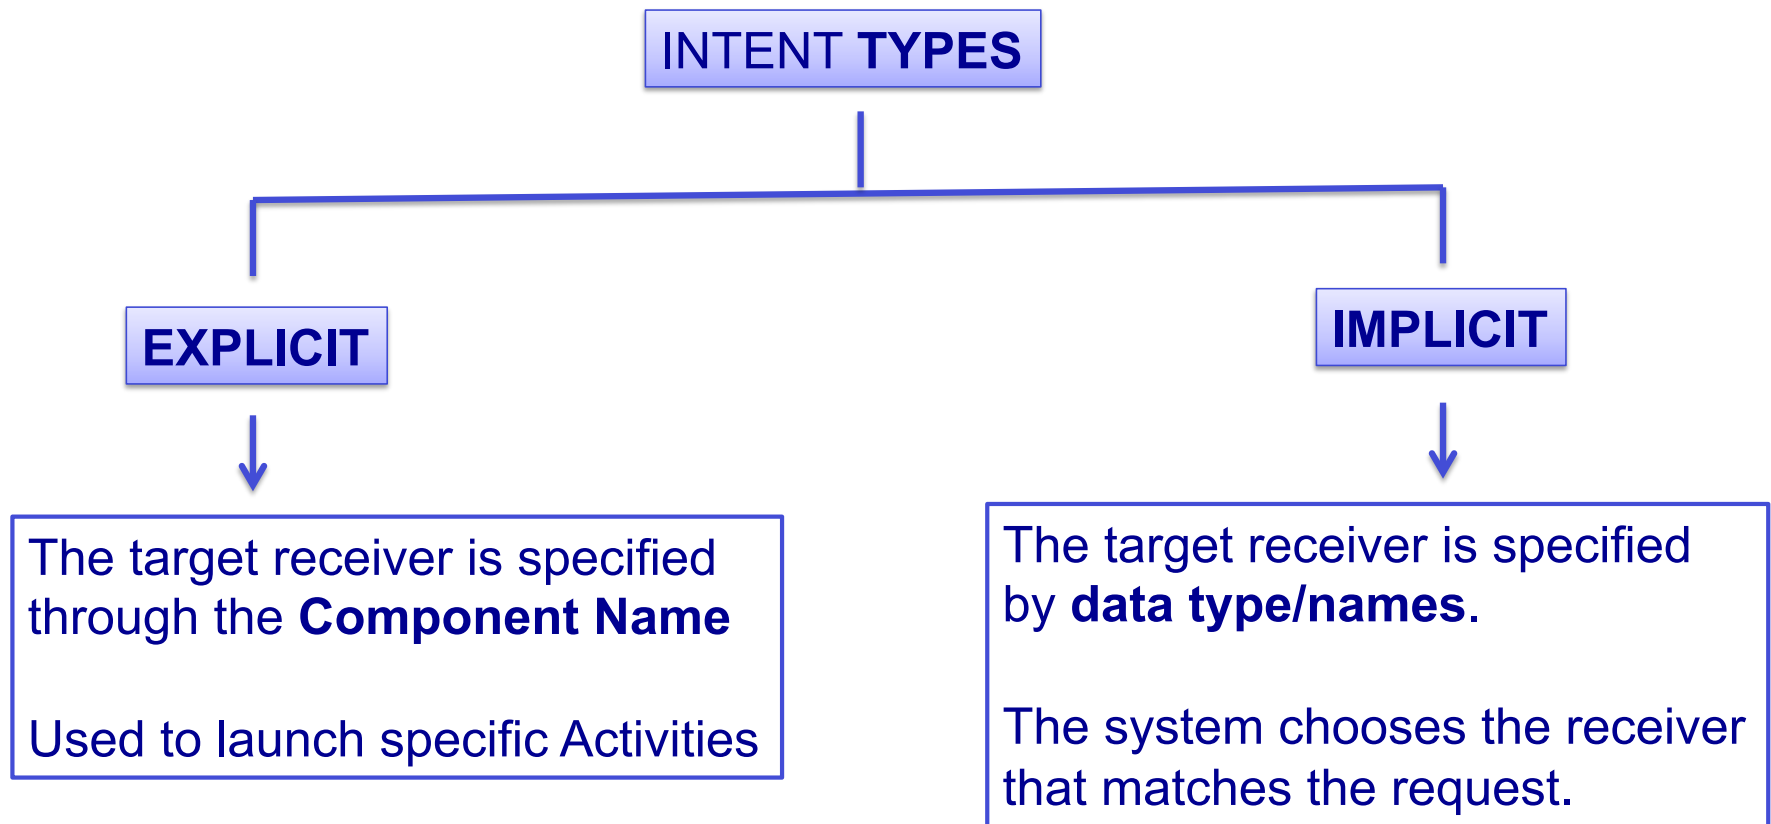 INTENT TYPES
EXPLICIT
The target receiver is specified
through the Component Name
Used to launch specific Activities
IMPLICIT
The target receiver is specified
by data type/names.
The system chooses the receiver
that matches the request.